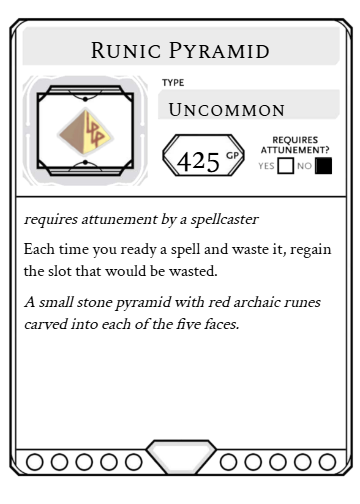 Runic Pyramid
TYPE
Uncommon
425 GP
REQUIRES
ATTUNEMENT?
YES NO
requires attunement by a spellcaster
Each time you ready a spell and waste it, regain
the slot that would be wasted.
A small stone pyramid with red archaic runes
carved into each of the five faces.